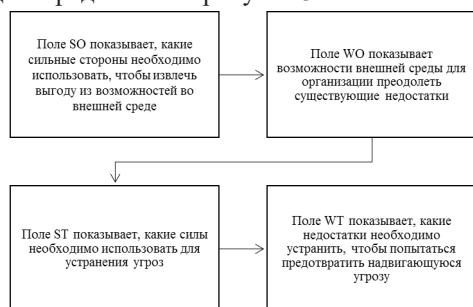 Поле SO показывает, какие
сильные стороны необходимо
использовать, чтобы извлечь
выгоду из возможностей во
внешней среде
Поле WO показывает
возможности внешней среды для
организации преодолеть
существующие недостатки
Поле ST показывает, какие силы
необходимо использовать для
устранения угроз
Поле WT показывает, какие
недостатки необходимо
устранить, чтобы попытаться
предотвратить надвигающуюся
угрозу